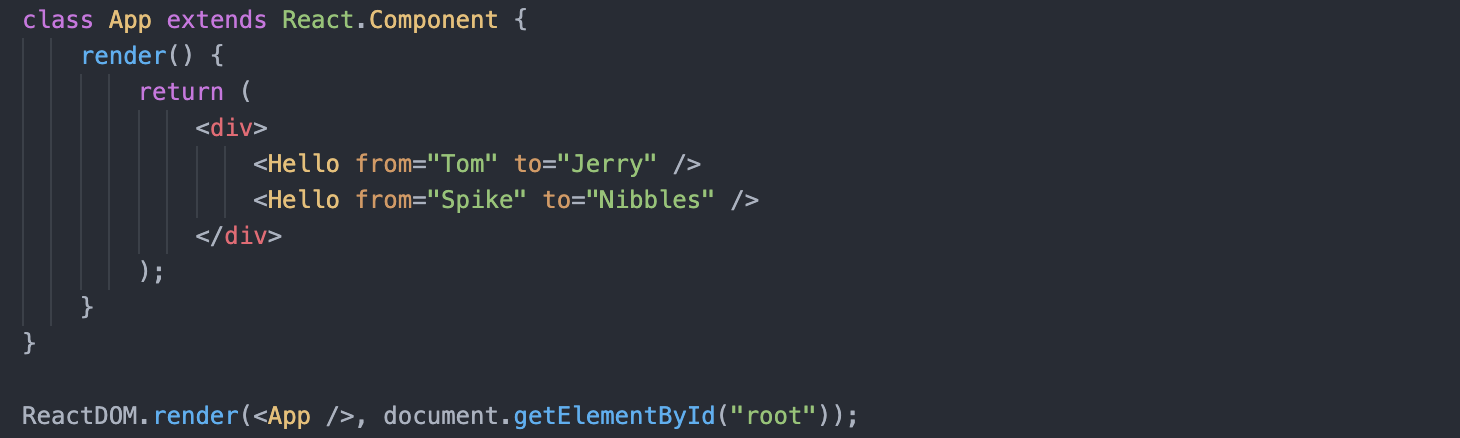 class App extends React.Component {
    render() {
        return (
            <div>
                <Hello from="Tom" to="Jerry" />
                <Hello from="Spike" to="Nibbles" />
            </div>
        );
    }
}

ReactDOM.render(<App />, document.getElementById("root"));